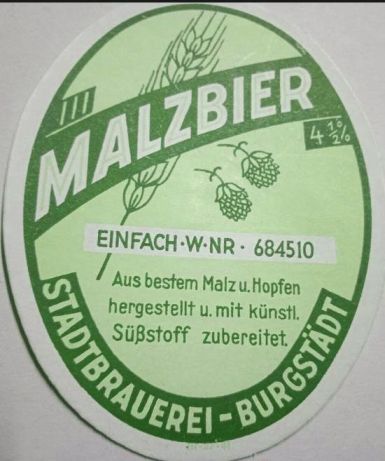 III
MALZBIER
4 1/2%
EINFACH·W·NR· 684510
Aus bestem Malz u. Hopfen
hergestellt u. mit künstl.
Süßstoff zubereitet.
STADTBRAUEREI-BURGSTÄDT